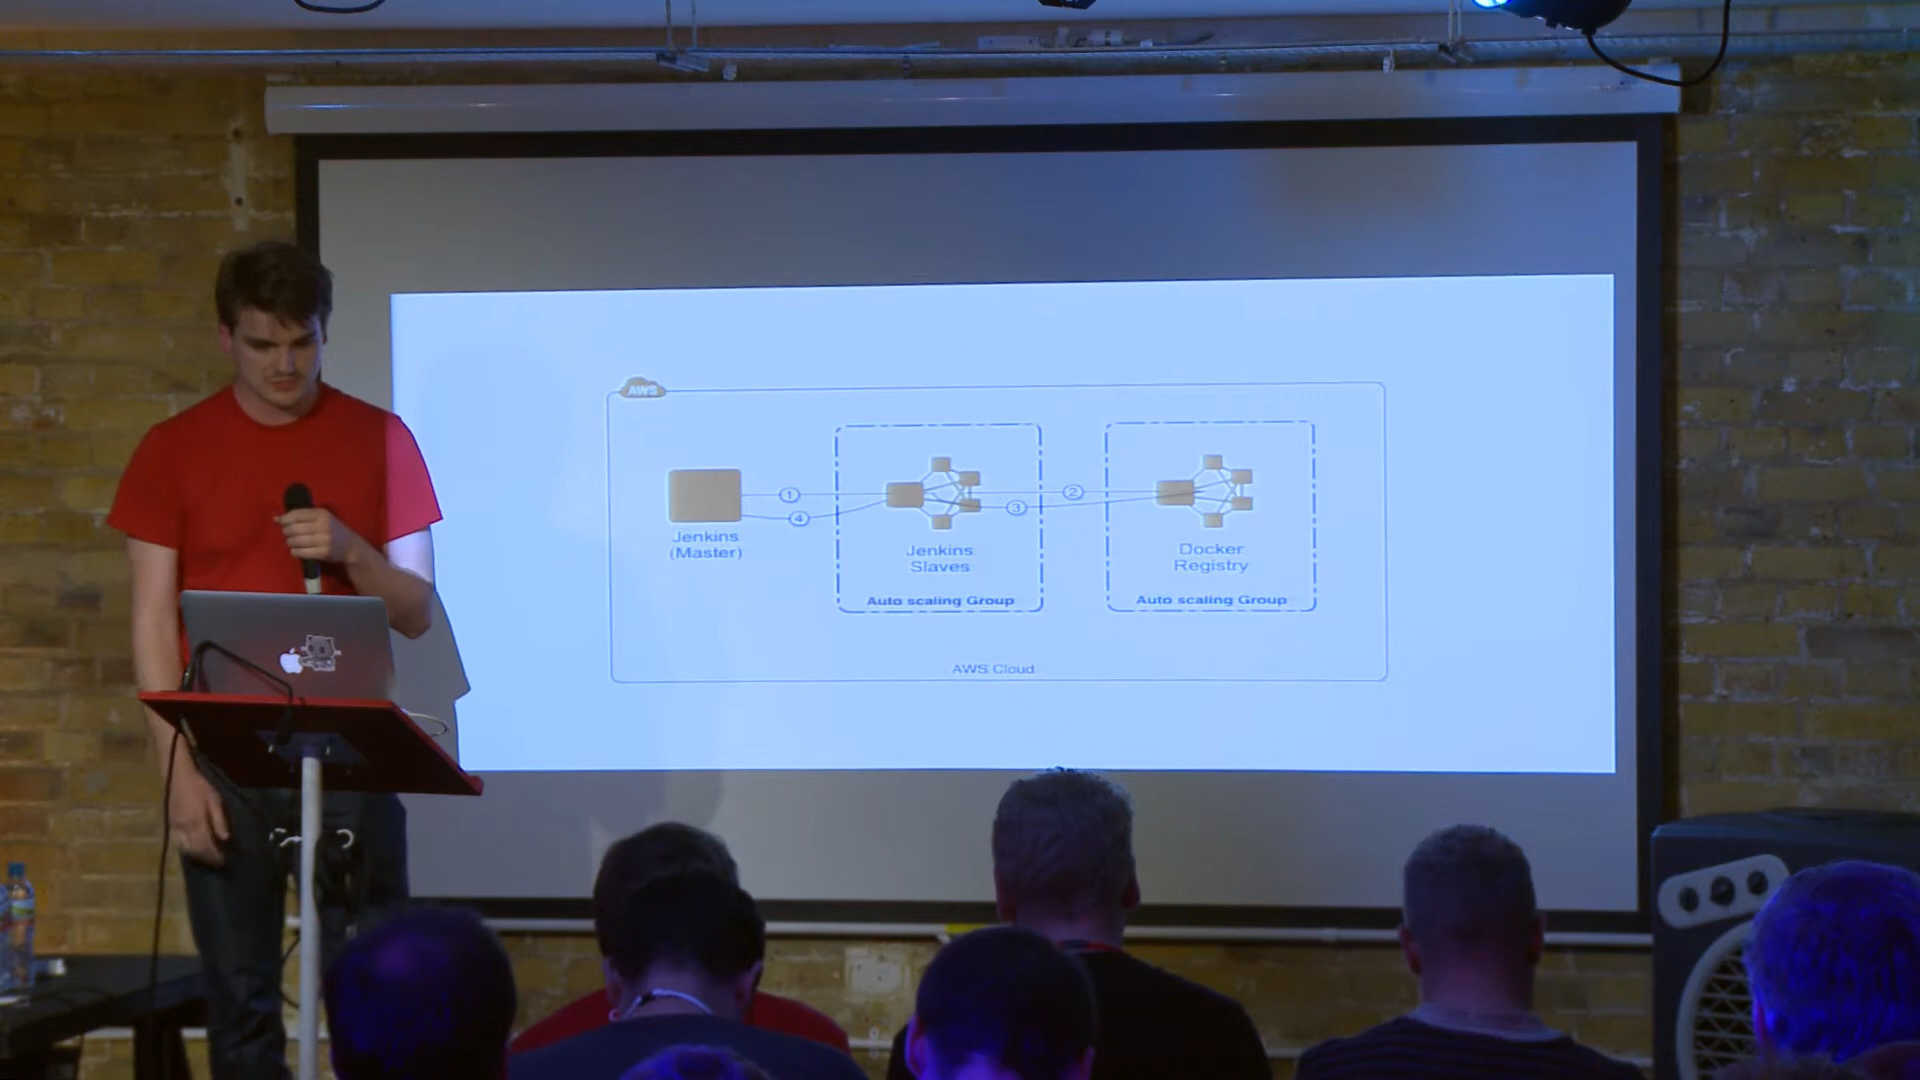 AWS
1
2
3
4
Jenkins
(Master)
Jenkins
Slaves
Auto scaling Group
Docker
Registry
Auto scaling Group
AWS Cloud